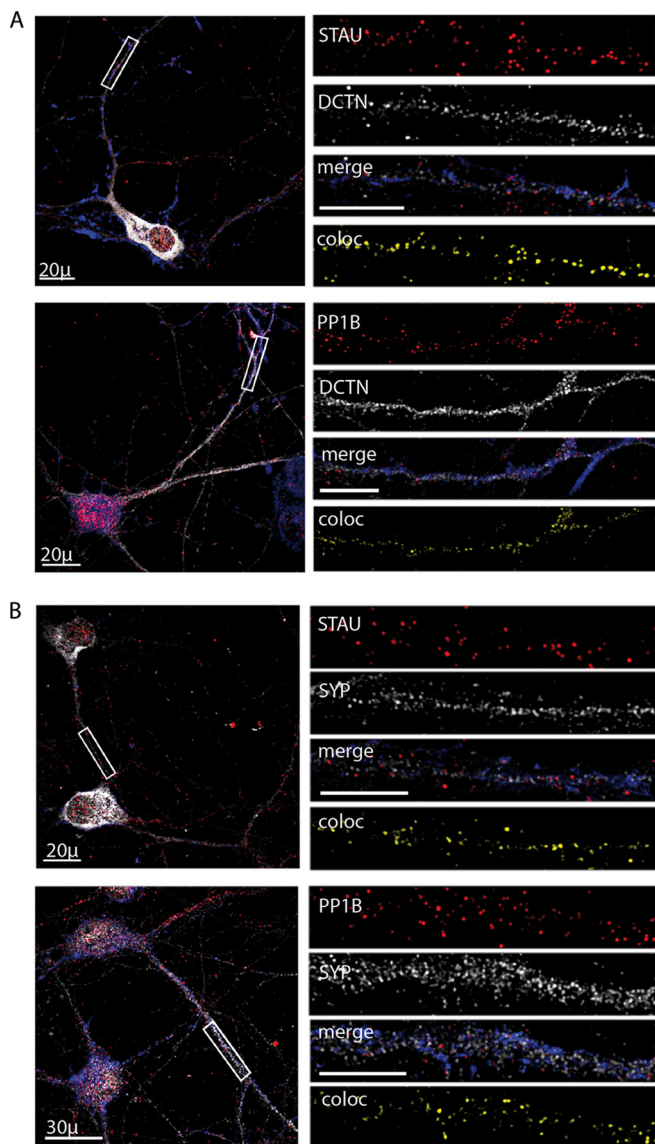 A
20µ
STAU
DCTN
merge
coloc
20µ
PP1B
DCTN
merge
coloc
B
20µ
STAU
SYP
merge
coloc
30µ
PP1B
SYP
merge
coloc